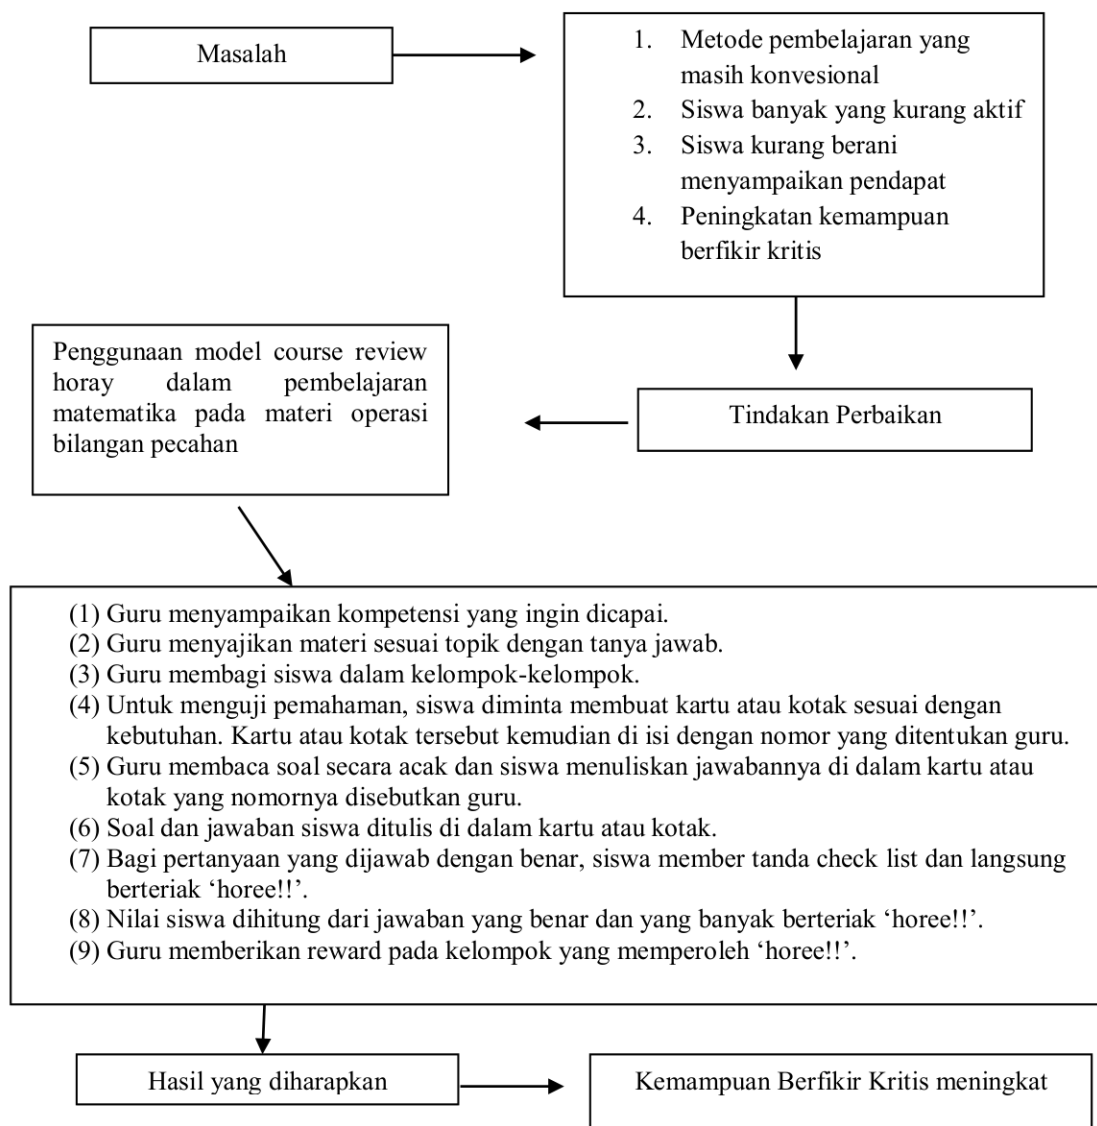 Masalah
1. Metode pembelajaran yang
masih konvesional
2. Siswa banyak yang kurang aktif
3. Siswa kurang berani
menyampaikan pendapat
4. Peningkatan kemampuan
berfikir kritis
Tindakan Perbaikan
Penggunaan model course review
horay dalam pembelajaran
matematika pada materi operasi
bilangan pecahan
(1) Guru menyampaikan kompetensi yang ingin dicapai.
(2) Guru menyajikan materi sesuai topik dengan tanya jawab.
(3) Guru membagi siswa dalam kelompok-kelompok.
(4) Untuk menguji pemahaman, siswa diminta membuat kartu atau kotak sesuai dengan
kebutuhan. Kartu atau kotak tersebut kemudian di isi dengan nomor yang ditentukan guru.
(5) Guru membaca soal secara acak dan siswa menuliskan jawabannya di dalam kartu atau
kotak yang nomornya disebutkan guru.
(6) Soal dan jawaban siswa ditulis di dalam kartu atau kotak.
(7) Bagi pertanyaan yang dijawab dengan benar, siswa member tanda check list dan langsung
berteriak ‘horee!!’.
(8) Nilai siswa dihitung dari jawaban yang benar dan yang banyak berteriak ‘horee!!’.
(9) Guru memberikan reward pada kelompok yang memperoleh ‘horee!!’.
Hasil yang diharapkan
Kemampuan Berfikir Kritis meningkat